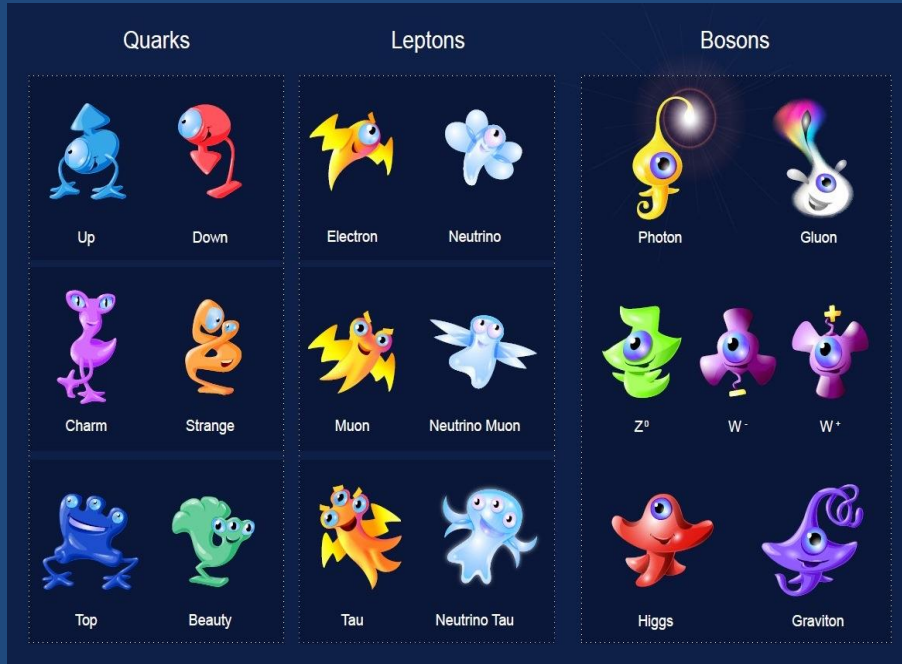 Quarks Leptons Bosons
Up Down Electron Neutrino Photon Gluon
Charm Strange Muon Neutrino Muon Z⁰ W⁻ W⁺
Top Beauty Tau Neutrino Tau Higgs Graviton